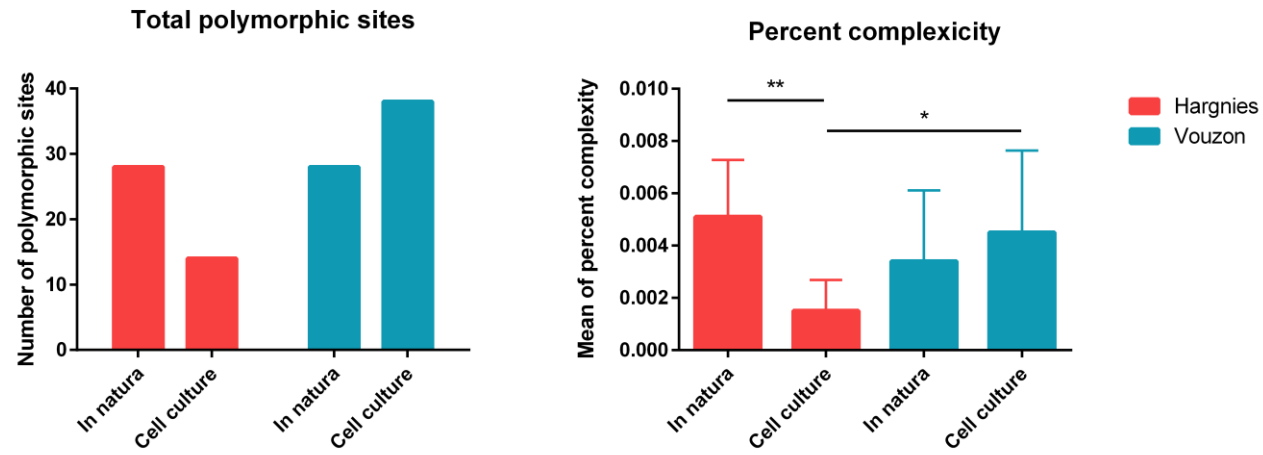 Total polymorphic sites
Number of polymorphic sites
40
30
20
10
0
In natura
Cell culture
In natura
Cell culture
Percent complexicity
Mean of percent complexity
0.010
0.008
0.006
0.004
0.002
0.000
**
*
In natura
Cell culture
In natura
Cell culture
Hargnies
Vouzon